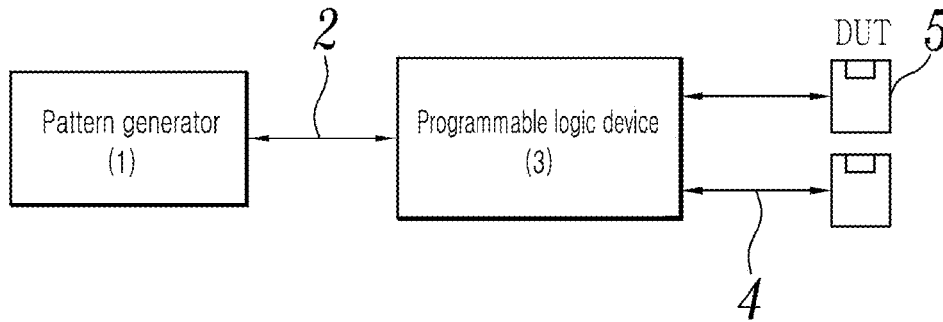 2
DUT 5
Pattern generator
(1)
Programmable logic device
(3)
4